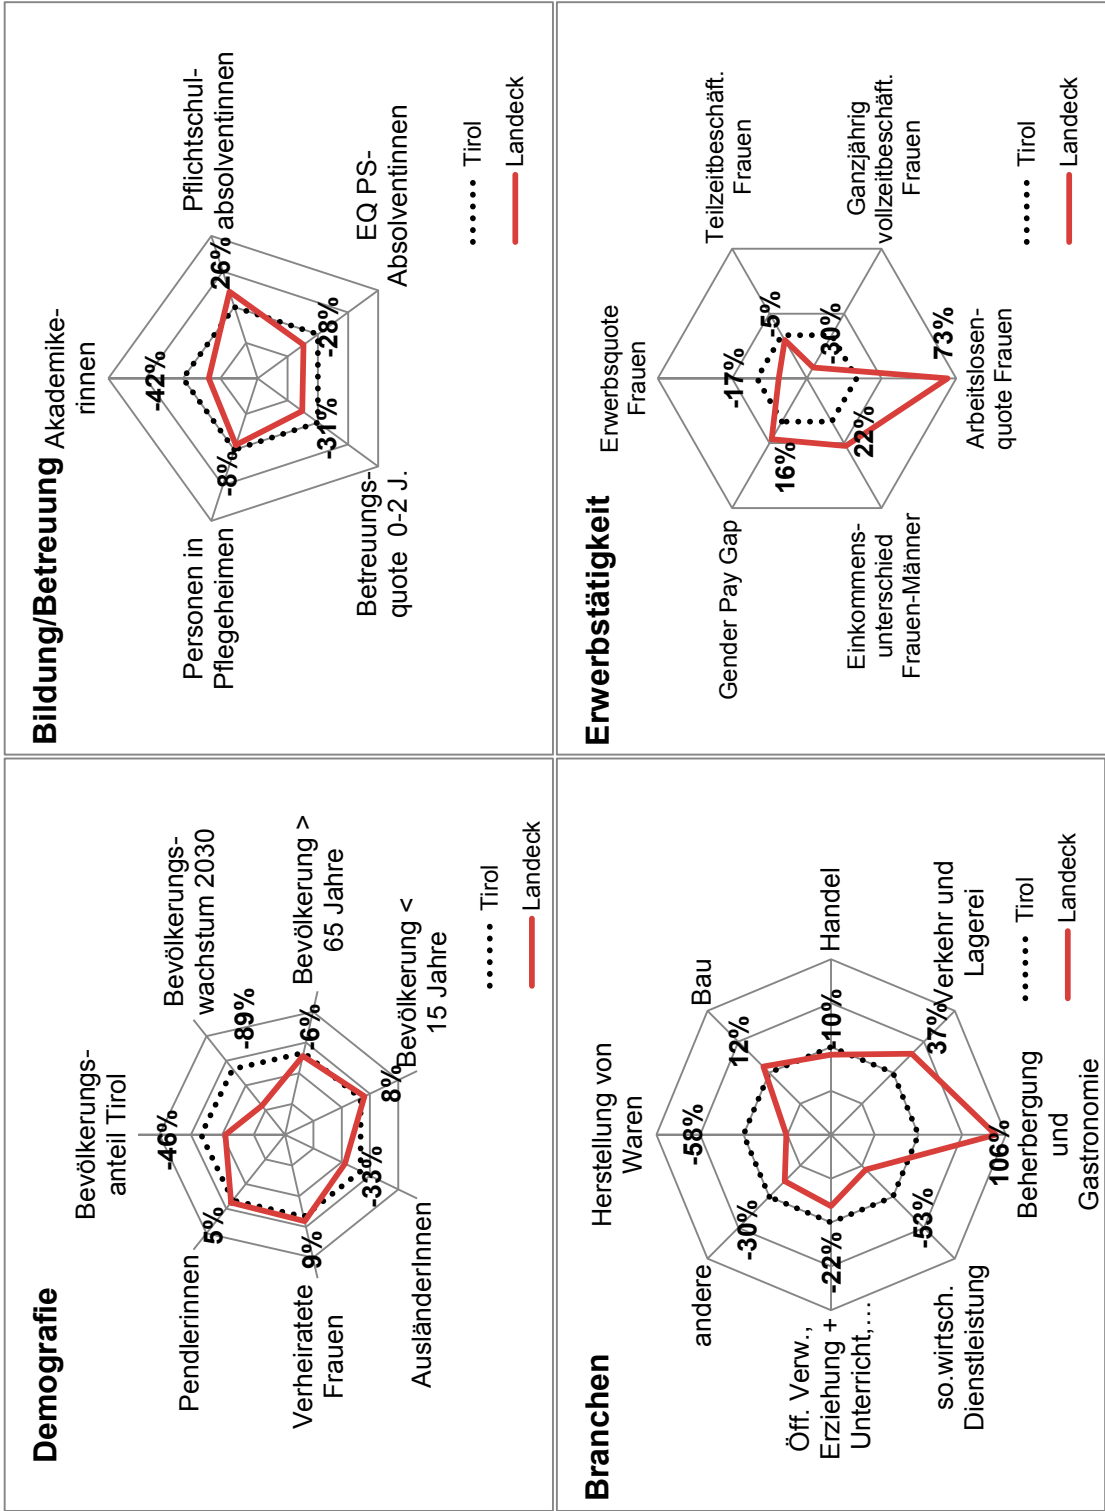 Demografie
Bevölkerungs-
anteil Tirol
-46%
Bevölkerungs-
wachstum 2030
-89%
Bevölkerung >
65 Jahre
-6%
Bevölkerung <
15 Jahre
8%
AusländerInnen
-33%
Verheiratete
Frauen
9%
Pendlerinnen
5%
Tirol
Landeck
Bildung/Betreuung
Akademike-
rinnen
-42%
Pflichtschul-
absolventinnen
26%
EQ PS-
Absolventinnen
-28%
Betreuungs-
quote 0-2 J.
-31%
Personen in
Pflegeheimen
-8%
Tirol
Landeck
Branchen
Herstellung von
Waren
-58%
Bau
12%
Handel
-10%
Verkehr und
Lagerei
37%
Beherbergung
und
Gastronomie
106%
so.wirtsch.
Dienstleistung
-53%
Öff. Verw.,
Erziehung +
Unterricht,…
-22%
andere
-30%
Tirol
Landeck
Erwerbstätigkeit
Erwerbsquote
Frauen
-17%
Teilzeitbeschäft.
Frauen
-5%
Ganzjährig
vollzeitbeschäft.
Frauen
-30%
Arbeitslosen-
quote Frauen
73%
Einkommens-
unterschied
Frauen-Männer
22%
Gender Pay Gap
16%
Tirol
Landeck